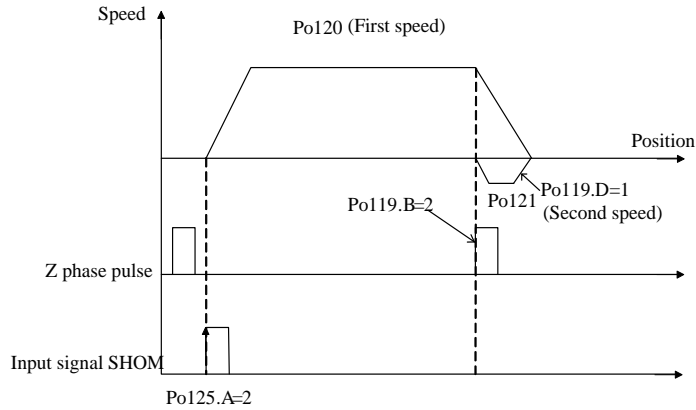 Speed
Po120 (First speed)
Position
Po119.B=2
Po121
Po119.D=1
(Second speed)
Z phase pulse
Input signal SHOM
Po125.A=2